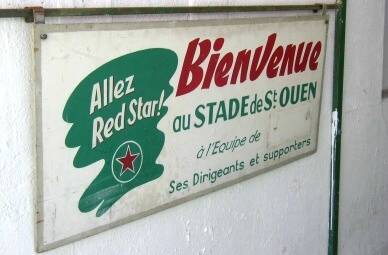 Allez
Red Star!
Bienvenue
au STADE de St OUEN
à l'Equipe de
Ses Dirigeants et supporters